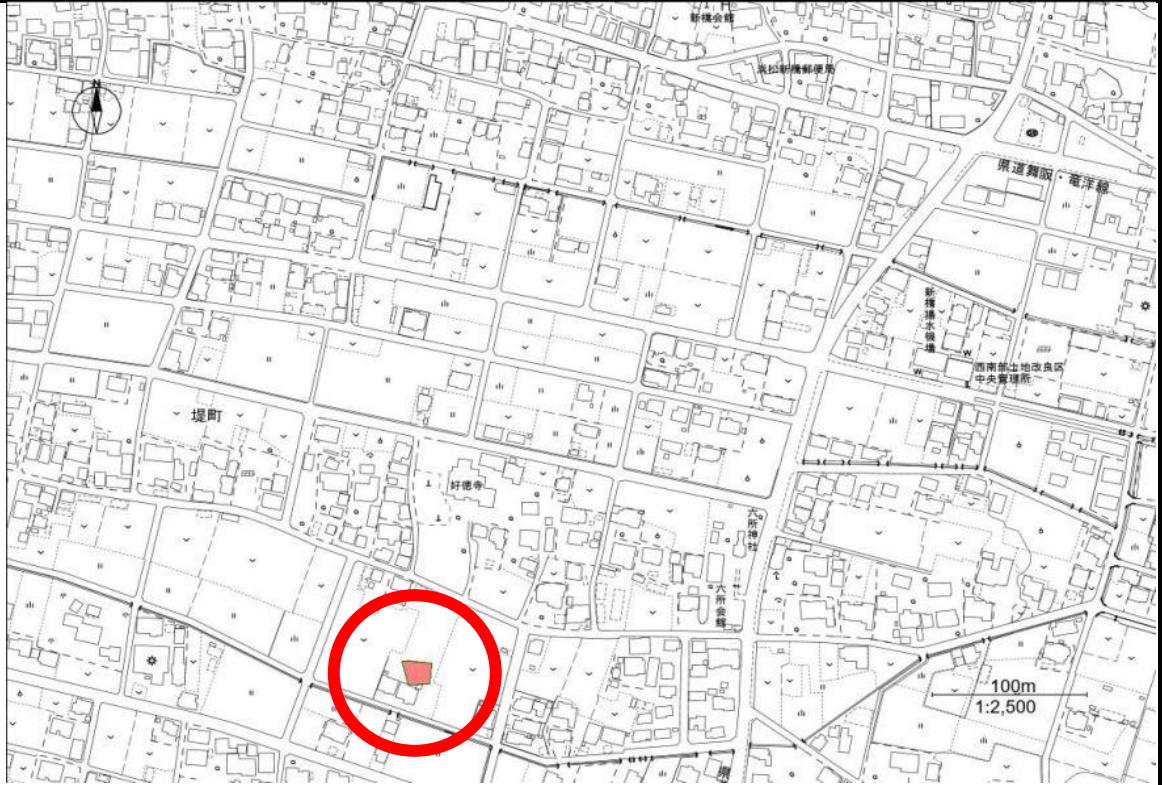 新橋会館
浜松新橋郵便局
N
県道舞阪・竜洋線
新橋揚水機場
西南部土地改良区
中央管理所
堤町
好徳寺
六所神社
六所会館
100m
1:2,500
県